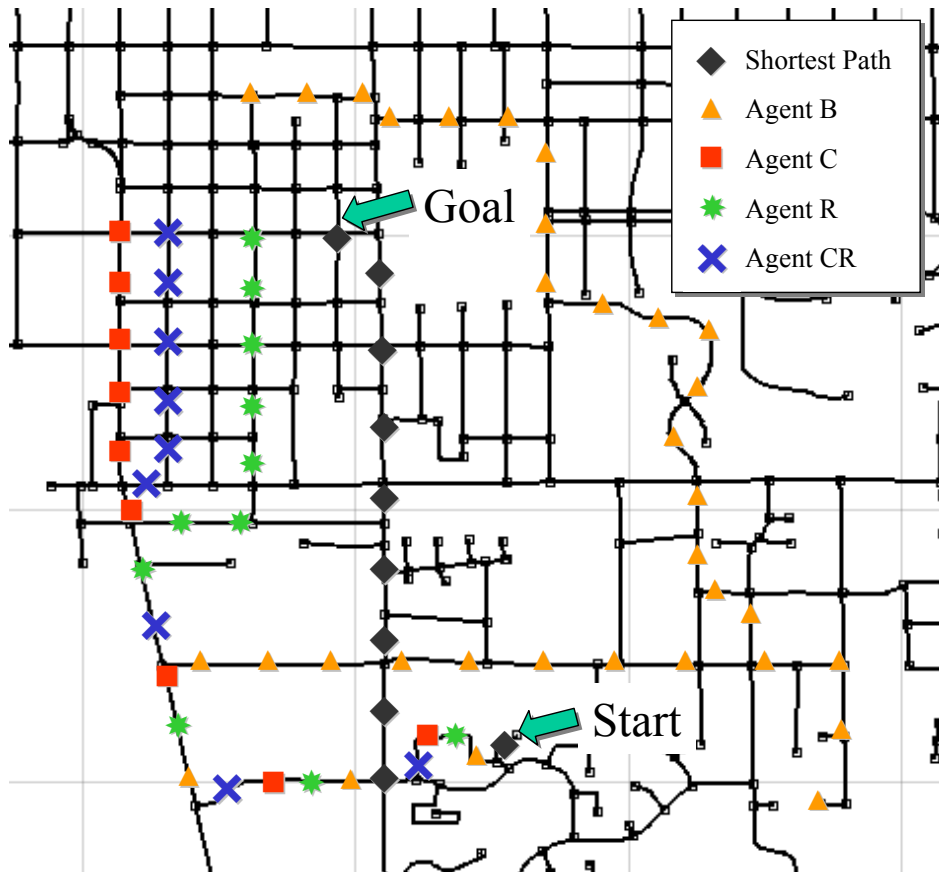 Shortest Path
Agent B
Agent C
Agent R
Agent CR
Goal
Start